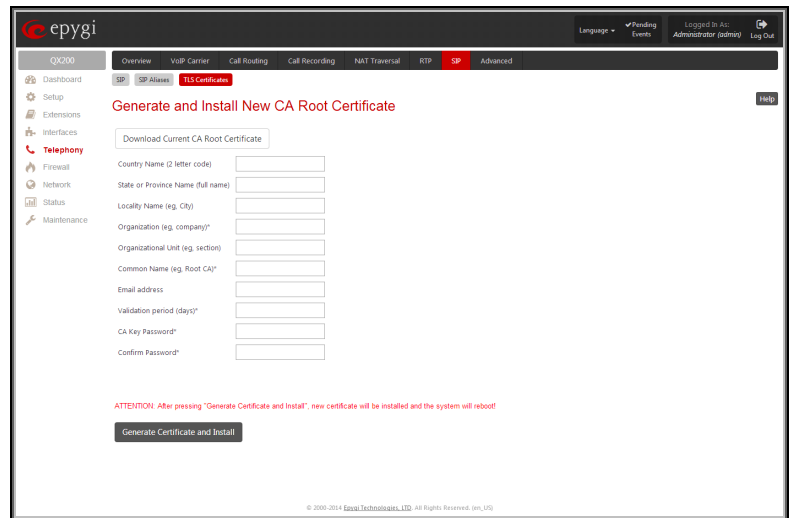 epygi
Language
Pending Events
Logged In As: Administrator (admin)
Log Out
QX200
Overview VoIP Carrier Call Routing Call Recording NAT Traversal RTP SIP Advanced
Dashboard
Setup
Extensions
Interfaces
Telephony
Firewall
Network
Status
Maintenance
SIP SIP Aliases TLS Certificates
Generate and Install New CA Root Certificate
Help
Download Current CA Root Certificate
Country Name (2 letter code)
State or Province Name (full name)
Locality Name (eg, City)
Organization (eg, company)*
Organizational Unit (eg, section)
Common Name (eg, Root CA)*
Email address
Validation period (days)*
CA Key Password*
Confirm Password*
ATTENTION: After pressing "Generate Certificate and Install", new certificate will be installed and the system will reboot!
Generate Certificate and Install
© 2000-2014 Epygi Technologies, LTD. All Rights Reserved. (en_US)